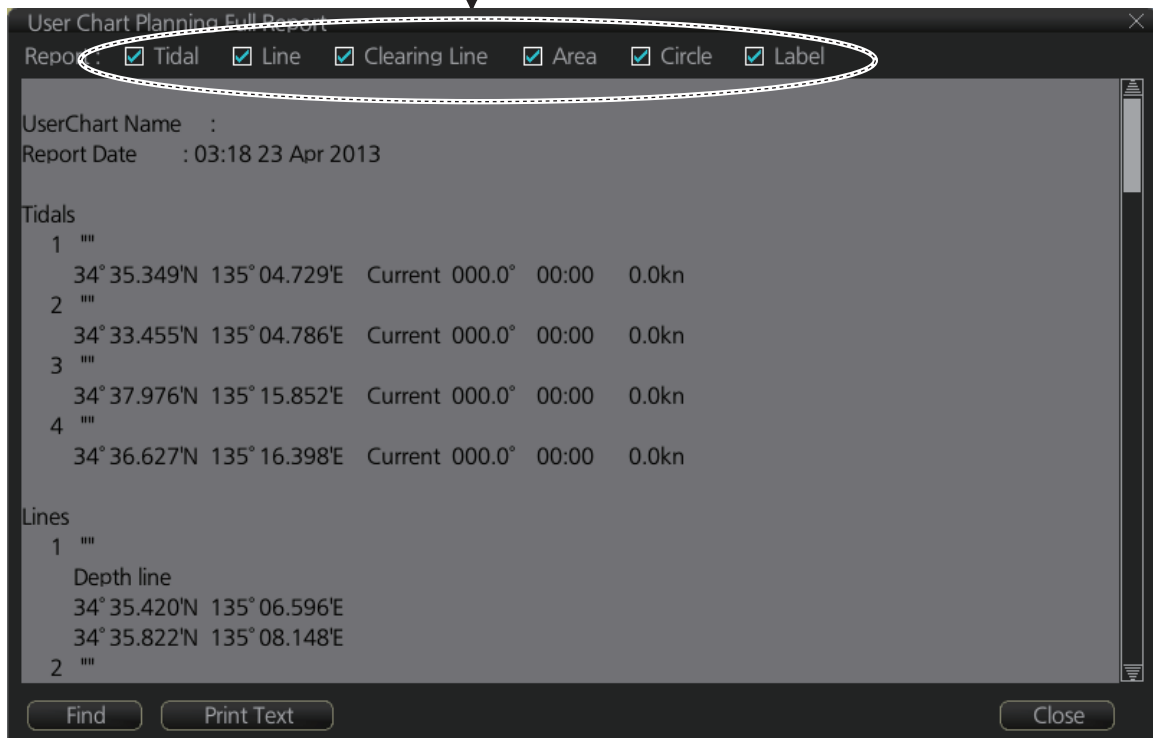 User Chart Planning Full Report
Report : Tidal Line Clearing Line Area Circle Label
UserChart Name :
Report Date : 03:18 23 Apr 2013
Tidals
1 ""
34°35.349'N 135°04.729'E Current 000.0° 00:00 0.0kn
2 ""
34°33.455'N 135°04.786'E Current 000.0° 00:00 0.0kn
3 ""
34°37.976'N 135°15.852'E Current 000.0° 00:00 0.0kn
4 ""
34°36.627'N 135°16.398'E Current 000.0° 00:00 0.0kn
Lines
1 ""
Depth line
34°35.420'N 135°06.596'E
34°35.822'N 135°08.148'E
2 ""
Find Print Text Close